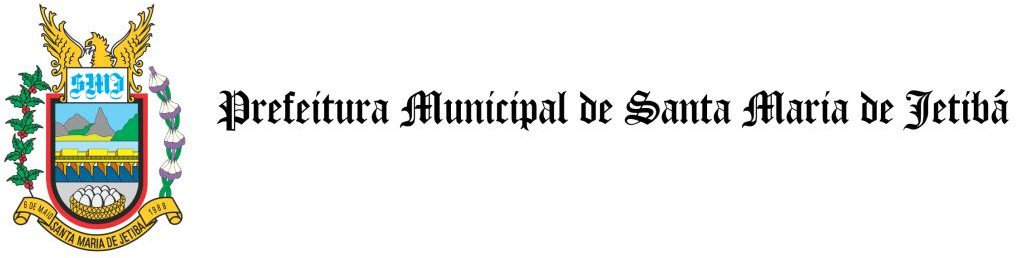 SMJ
Prefeitura Municipal de Santa Maria de Jetibá
6 DE MAIO
1988
SANTA MARIA DE JETIBÁ